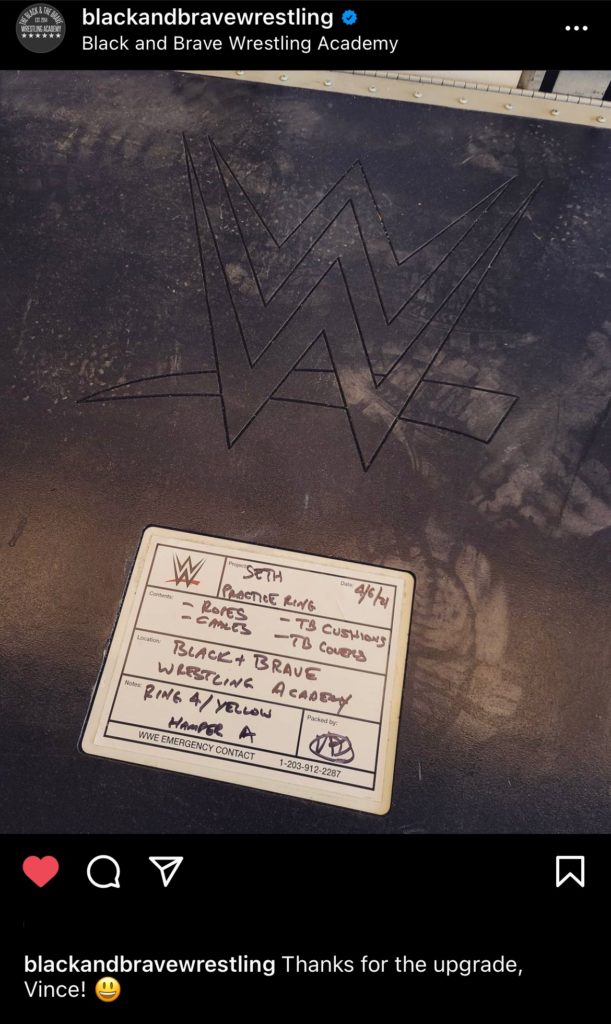 blackandbravewrestling
Black and Brave Wrestling Academy
THE BLACK & THE BRAVE
EST. 2014
WRESTLING ACADEMY
W
Project:
SETH
PRACTICE RING
Date:
4/6/21
Contents:
- ROPES
- TB CUSHIONS
- CABLES
- TB COVERS
Location:
BLACK + BRAVE
WRESTLING ACADEMY
Notes:
RING 4/YELLOW
HAMPER A
Packed by:
WWE EMERGENCY CONTACT
1-203-912-2287
blackandbravewrestling Thanks for the upgrade,
Vince! 😃